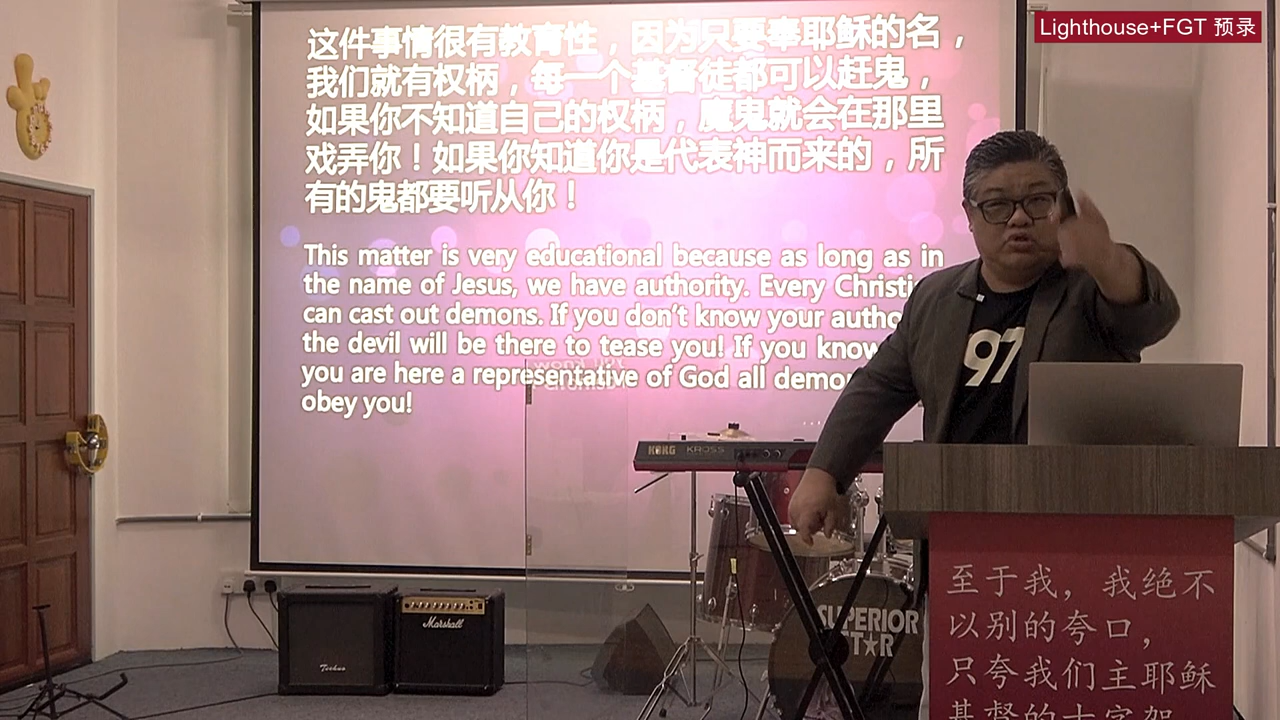 Lighthouse+FGT 预录
这件事情很有教育性，因为只要奉耶稣的名，
我们就有权柄，每一个基督徒都可以赶鬼，
如果你不知道自己的权柄，魔鬼就会在那里
戏弄你！如果你知道你是代表神而来的，所
有的鬼都要听从你！
This matter is very educational because as long as in
the name of Jesus, we have authority. Every
can cast out demons. If you don't know your
the devil will be there to tease you! If you know
you are here a representative of God all
obey you!
97
KORG KROSS
Marshall
SUPERIOR
至于我，我绝不
以别的夸口，
只夸我们主耶稣
基督的十字架